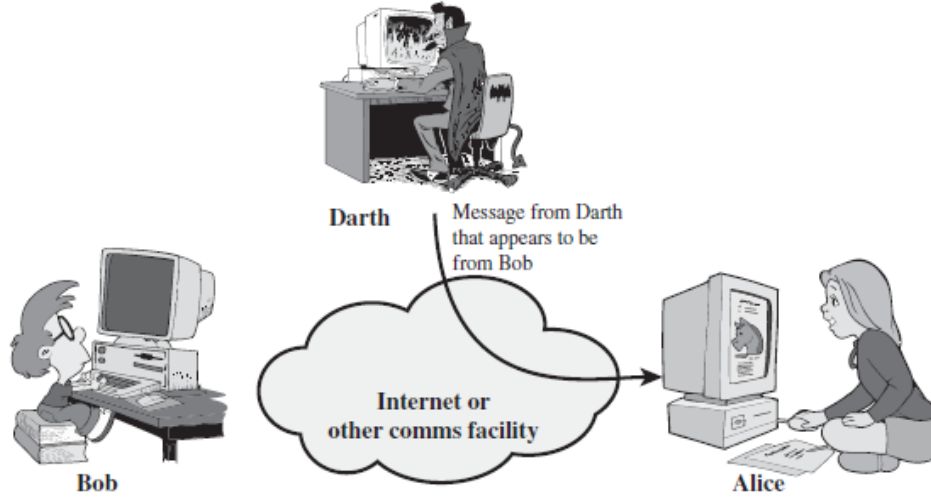 Darth
Message from Darth
that appears to be
from Bob
Internet or
other comms facility
Bob
Alice